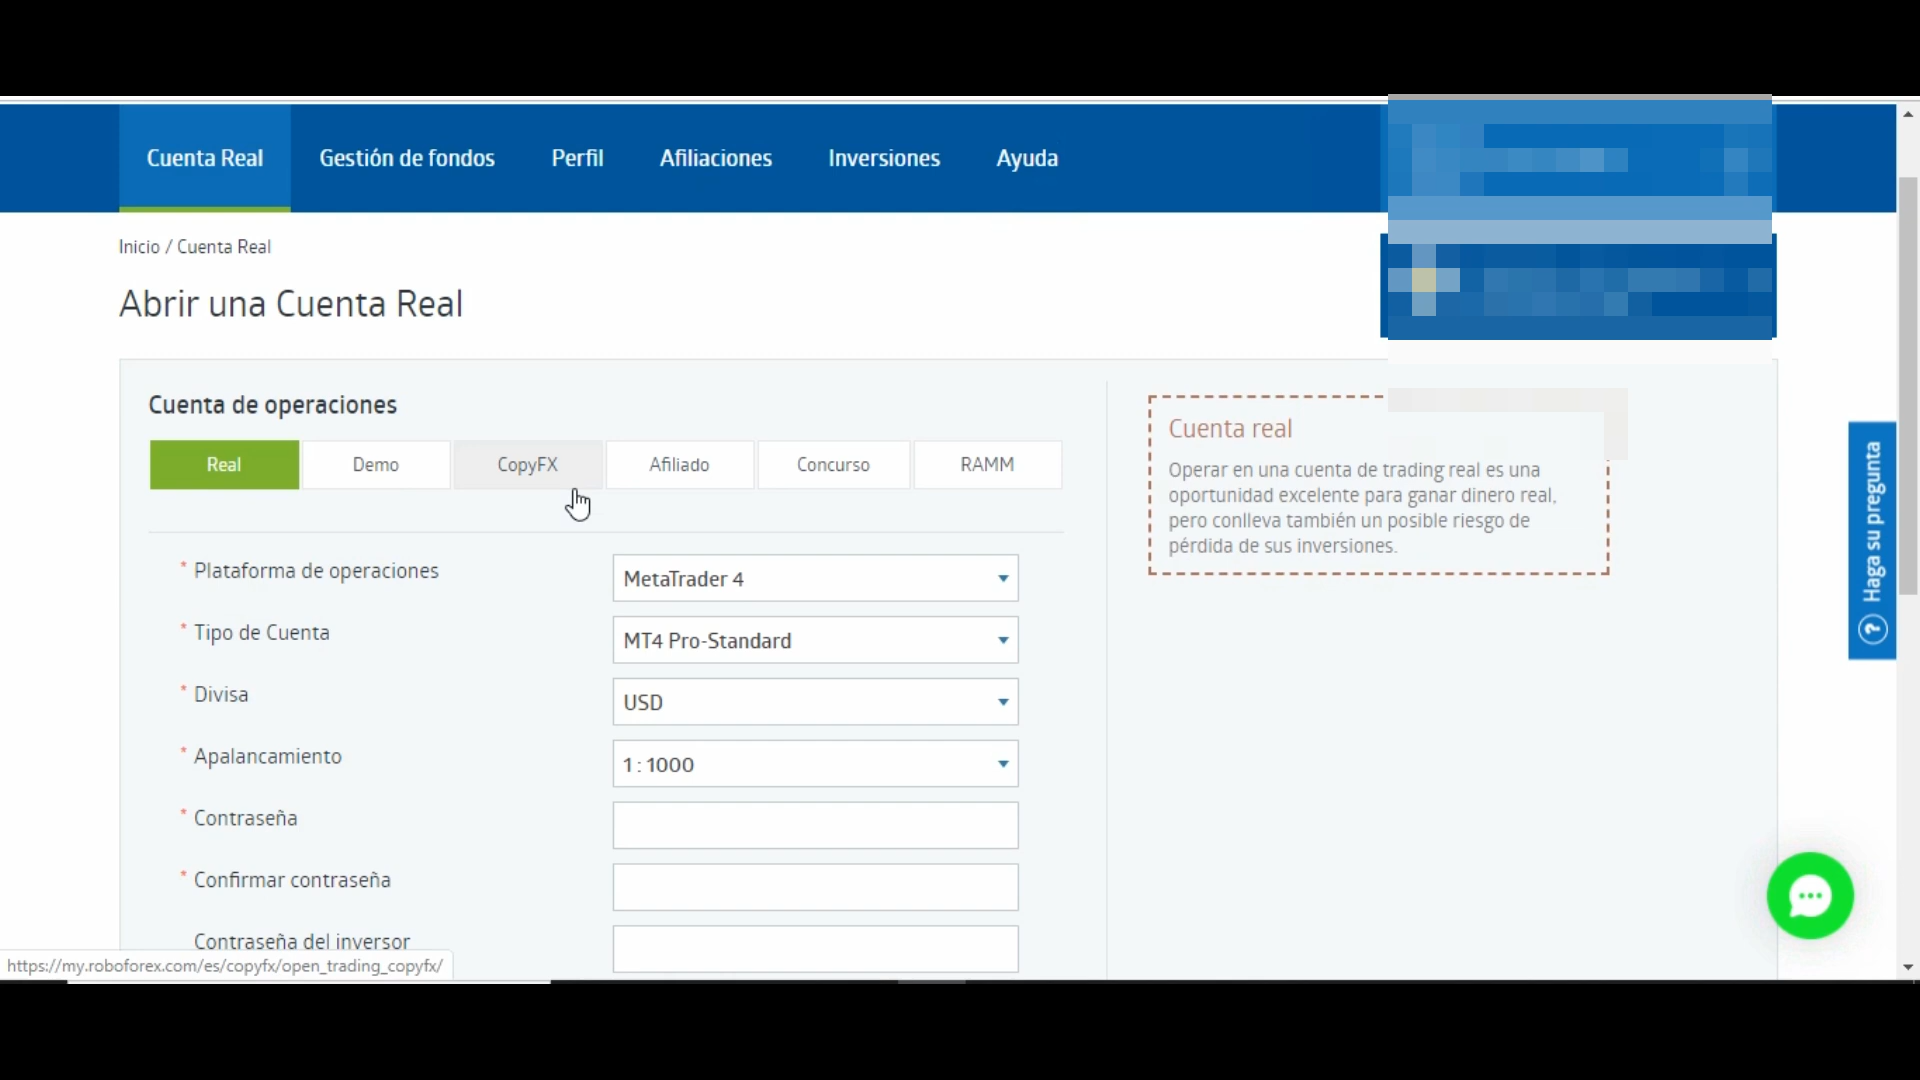 Cuenta Real
Gestión de fondos
Perfil
Afiliaciones
Inversiones
Ayuda
Inicio / Cuenta Real
Abrir una Cuenta Real
Cuenta de operaciones
Real
Demo
CopyFX
Afiliado
Concurso
RAMM
* Plataforma de operaciones
MetaTrader 4
* Tipo de Cuenta
MT4 Pro-Standard
* Divisa
USD
* Apalancamiento
1 : 1000
* Contraseña
* Confirmar contraseña
Contraseña del inversor
Cuenta real
Operar en una cuenta de trading real es una
oportunidad excelente para ganar dinero real,
pero conlleva también un posible riesgo de
pérdida de sus inversiones.
? Haga su pregunta
https://my.roboforex.com/es/copyfx/open_trading_copyfx/